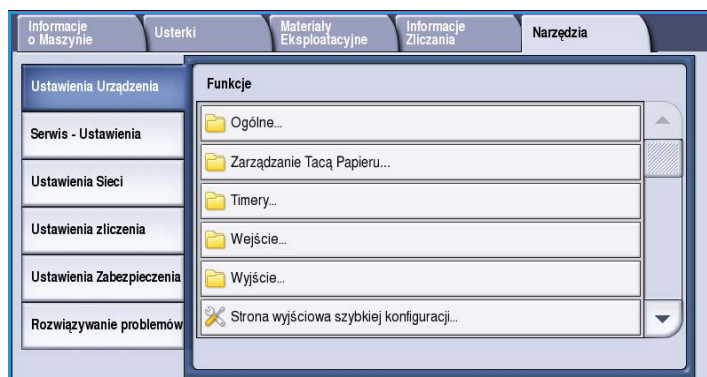 Informacje
o Maszynie
Usterki
Materiały
Eksploatacyjne
Informacje
Zliczania
Narzędzia
Ustawienia Urządzenia
Serwis - Ustawienia
Ustawienia Sieci
Ustawienia zliczenia
Ustawienia Zabezpieczenia
Rozwiązywanie problemów
Funkcje
Ogólne...
Zarządzanie Tacą Papieru...
Timery...
Wejście...
Wyjście...
Strona wyjściowa szybkiej konfiguracji...